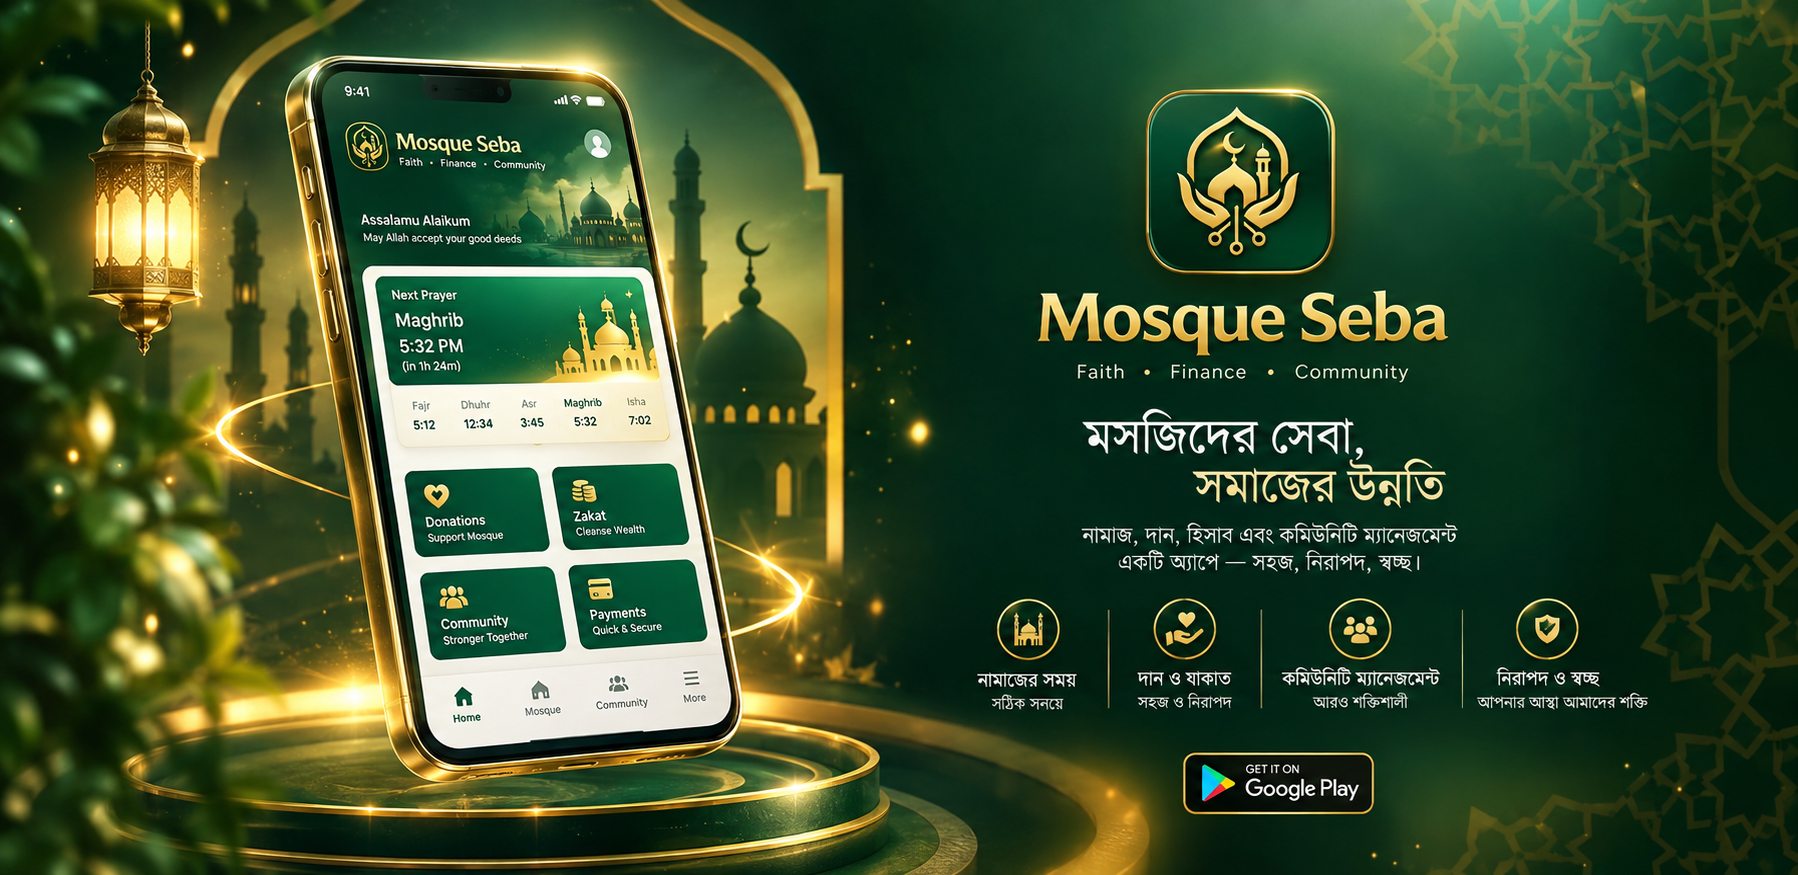 9:41
Mosque Seba
Faith • Finance • Community
Assalamu Alaikum
May Allah accept your good deeds
Next Prayer
Maghrib
5:32 PM
(in 1h 24m)
Fajr Dhuhr Asr Maghrib Isha
5:12 12:34 3:45 5:32 7:02
Donations
Support Mosque
Zakat
Cleanse Wealth
Community
Stronger Together
Payments
Quick & Secure
Home Mosque Community More
Mosque Seba
Faith • Finance • Community
মসজিদের সেবা,
সমাজের উন্নতি
নামাজ, দান, হিসাব এবং কমিউনিটি ম্যানেজমেন্ট
একটি অ্যাপে — সহজ, নিরাপদ, স্বচ্ছ।
নামাজের সময়
সঠিক সনয়ে
দান ও যাকাত
সহজ ও নিরাপদ
কমিউনিটি ম্যানেজমেন্ট
আরও শক্তিশালী
নিরাপদ ও স্বচ্ছ
আপনার আস্থা আমাদের শক্তি
GET IT ON
Google Play